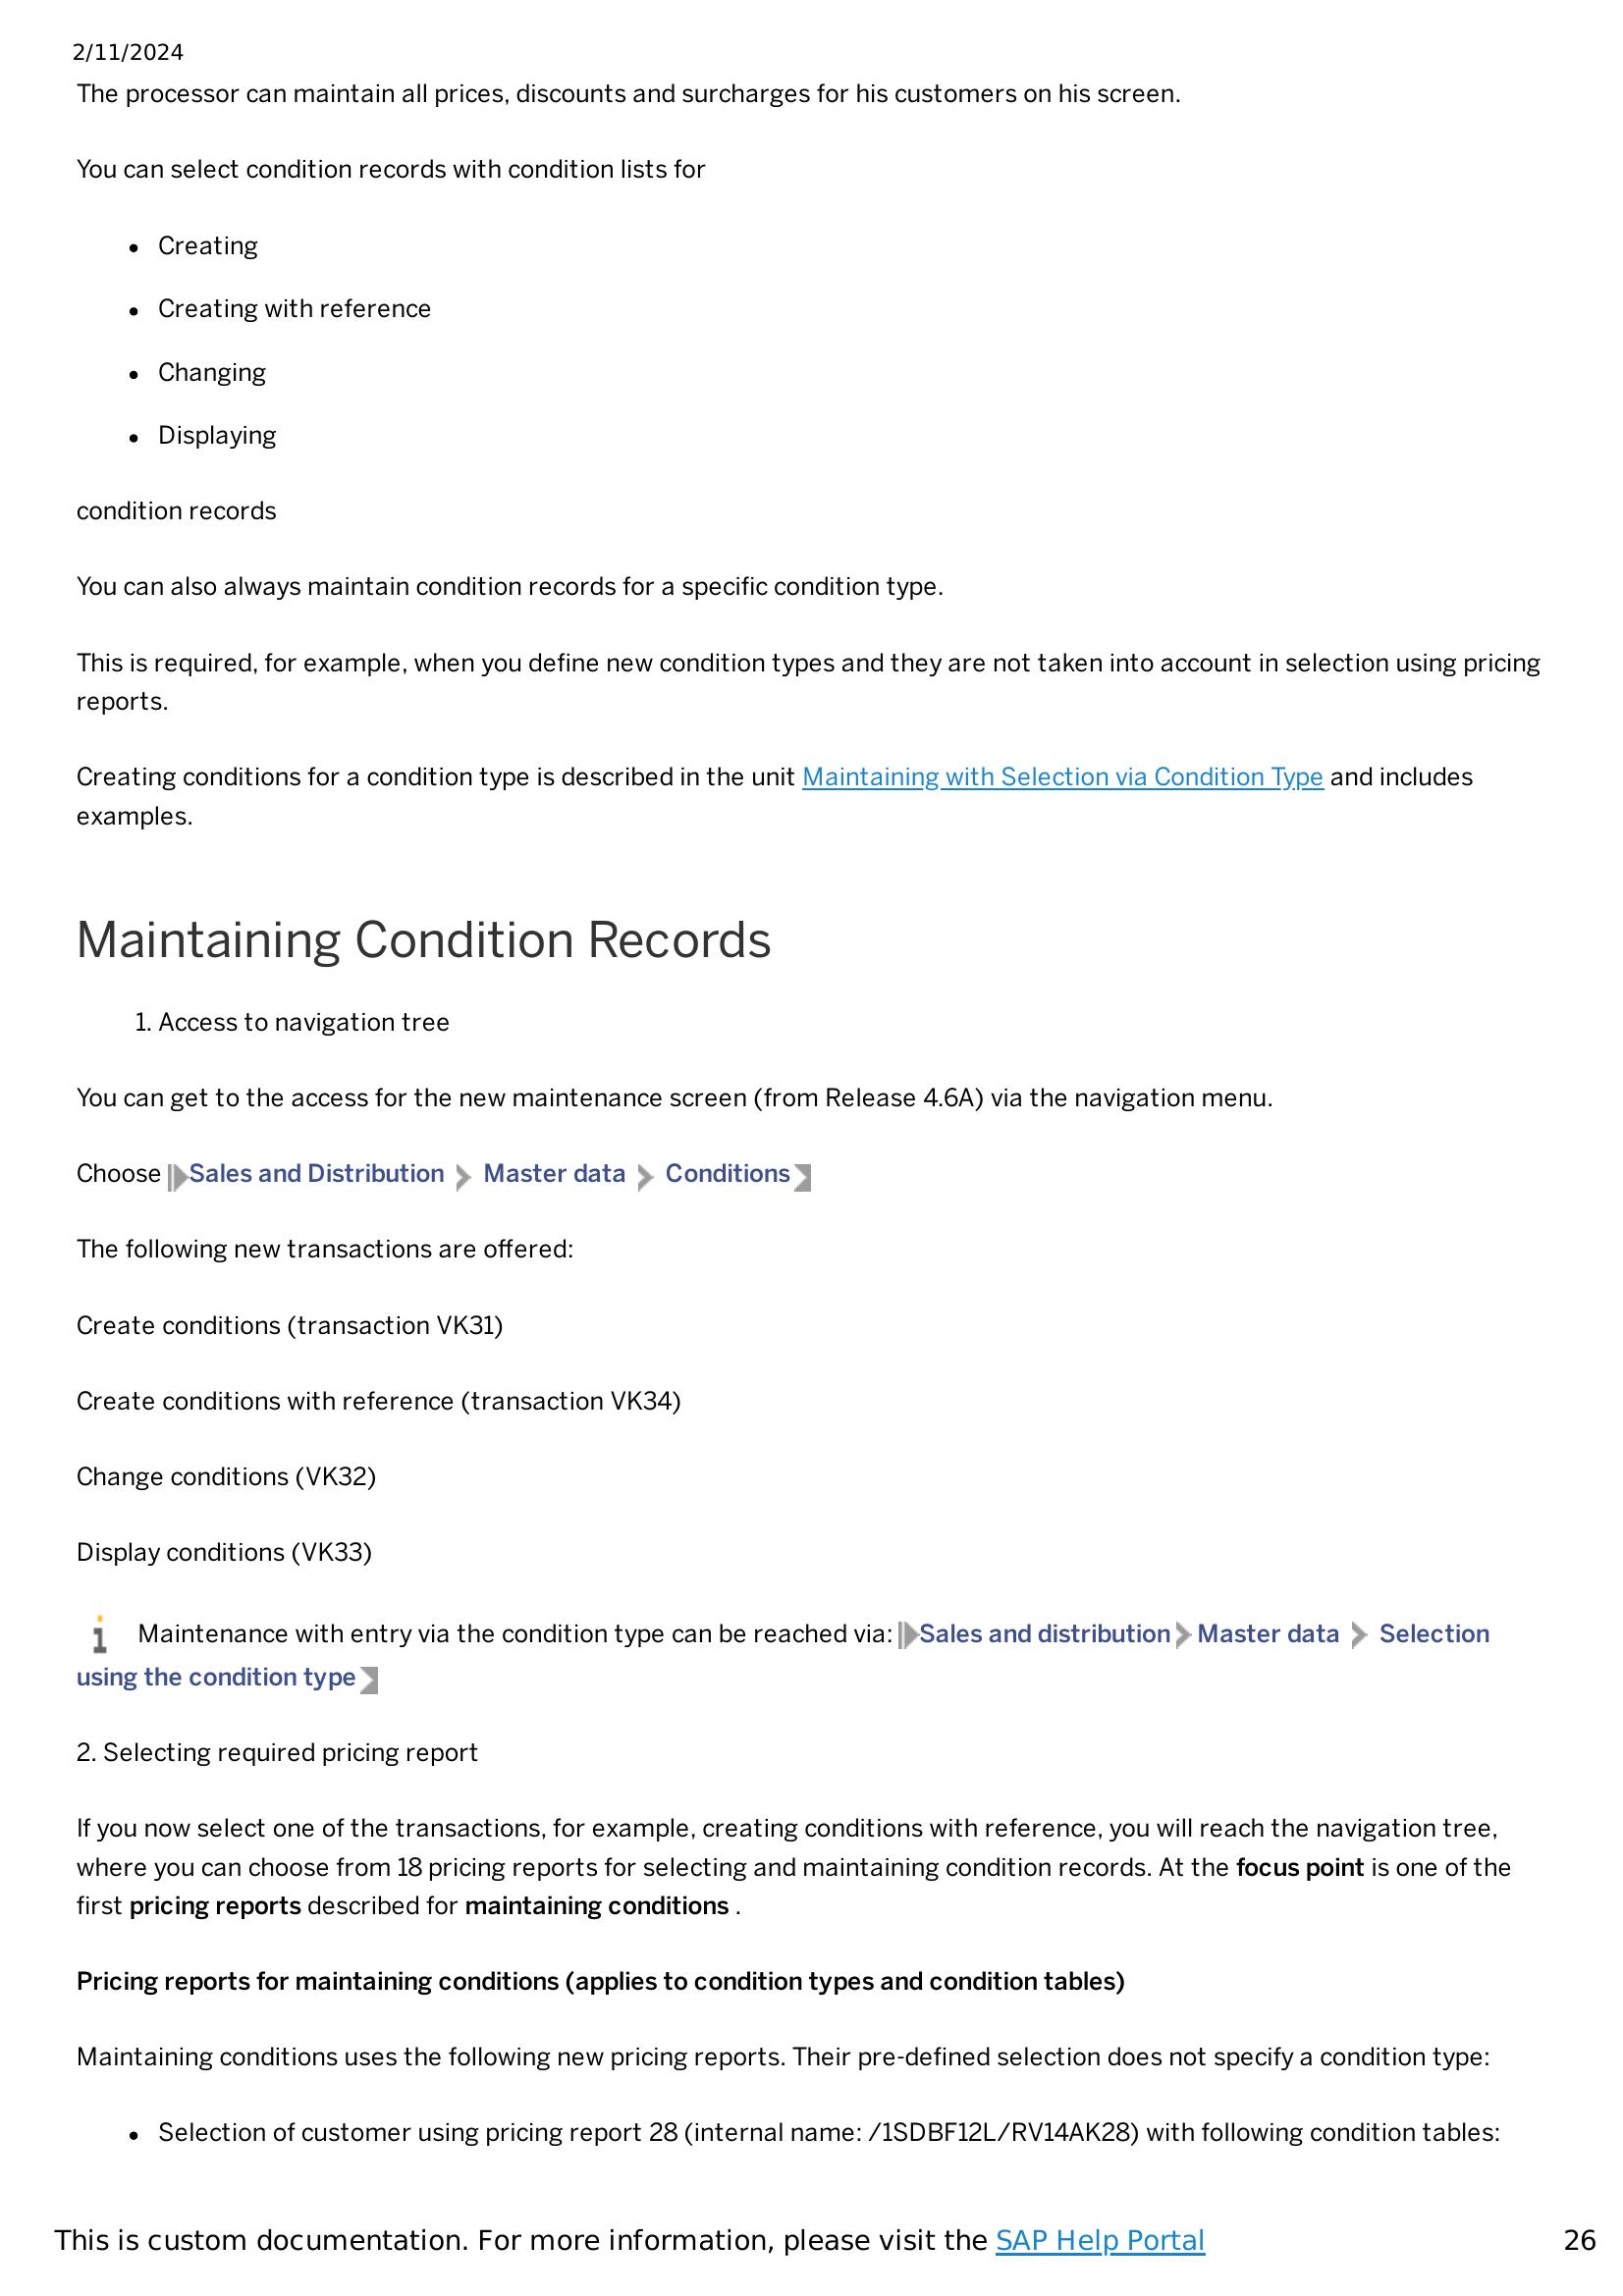 2/11/2024
The processor can maintain all prices, discounts and surcharges for his customers on his screen.
You can select condition records with condition lists for
• Creating
• Creating with reference
• Changing
• Displaying
condition records
You can also always maintain condition records for a specific condition type.
This is required, for example, when you define new condition types and they are not taken into account in selection using pricing
reports.
Creating conditions for a condition type is described in the unit Maintaining with Selection via Condition Type and includes
examples.
Maintaining Condition Records
1. Access to navigation tree
You can get to the access for the new maintenance screen (from Release 4.6A) via the navigation menu.
Choose Sales and Distribution > Master data > Conditions
The following new transactions are offered:
Create conditions (transaction VK31)
Create conditions with reference (transaction VK34)
Change conditions (VK32)
Display conditions (VK33)
Maintenance with entry via the condition type can be reached via: Sales and distribution > Master data > Selection
using the condition type
2. Selecting required pricing report
If you now select one of the transactions, for example, creating conditions with reference, you will reach the navigation tree,
where you can choose from 18 pricing reports for selecting and maintaining condition records. At the focus point is one of the
first pricing reports described for maintaining conditions .
Pricing reports for maintaining conditions (applies to condition types and condition tables)
Maintaining conditions uses the following new pricing reports. Their pre-defined selection does not specify a condition type:
• Selection of customer using pricing report 28 (internal name: /1SDBF12L/RV14AK28) with following condition tables:
This is custom documentation. For more information, please visit the SAP Help Portal 26